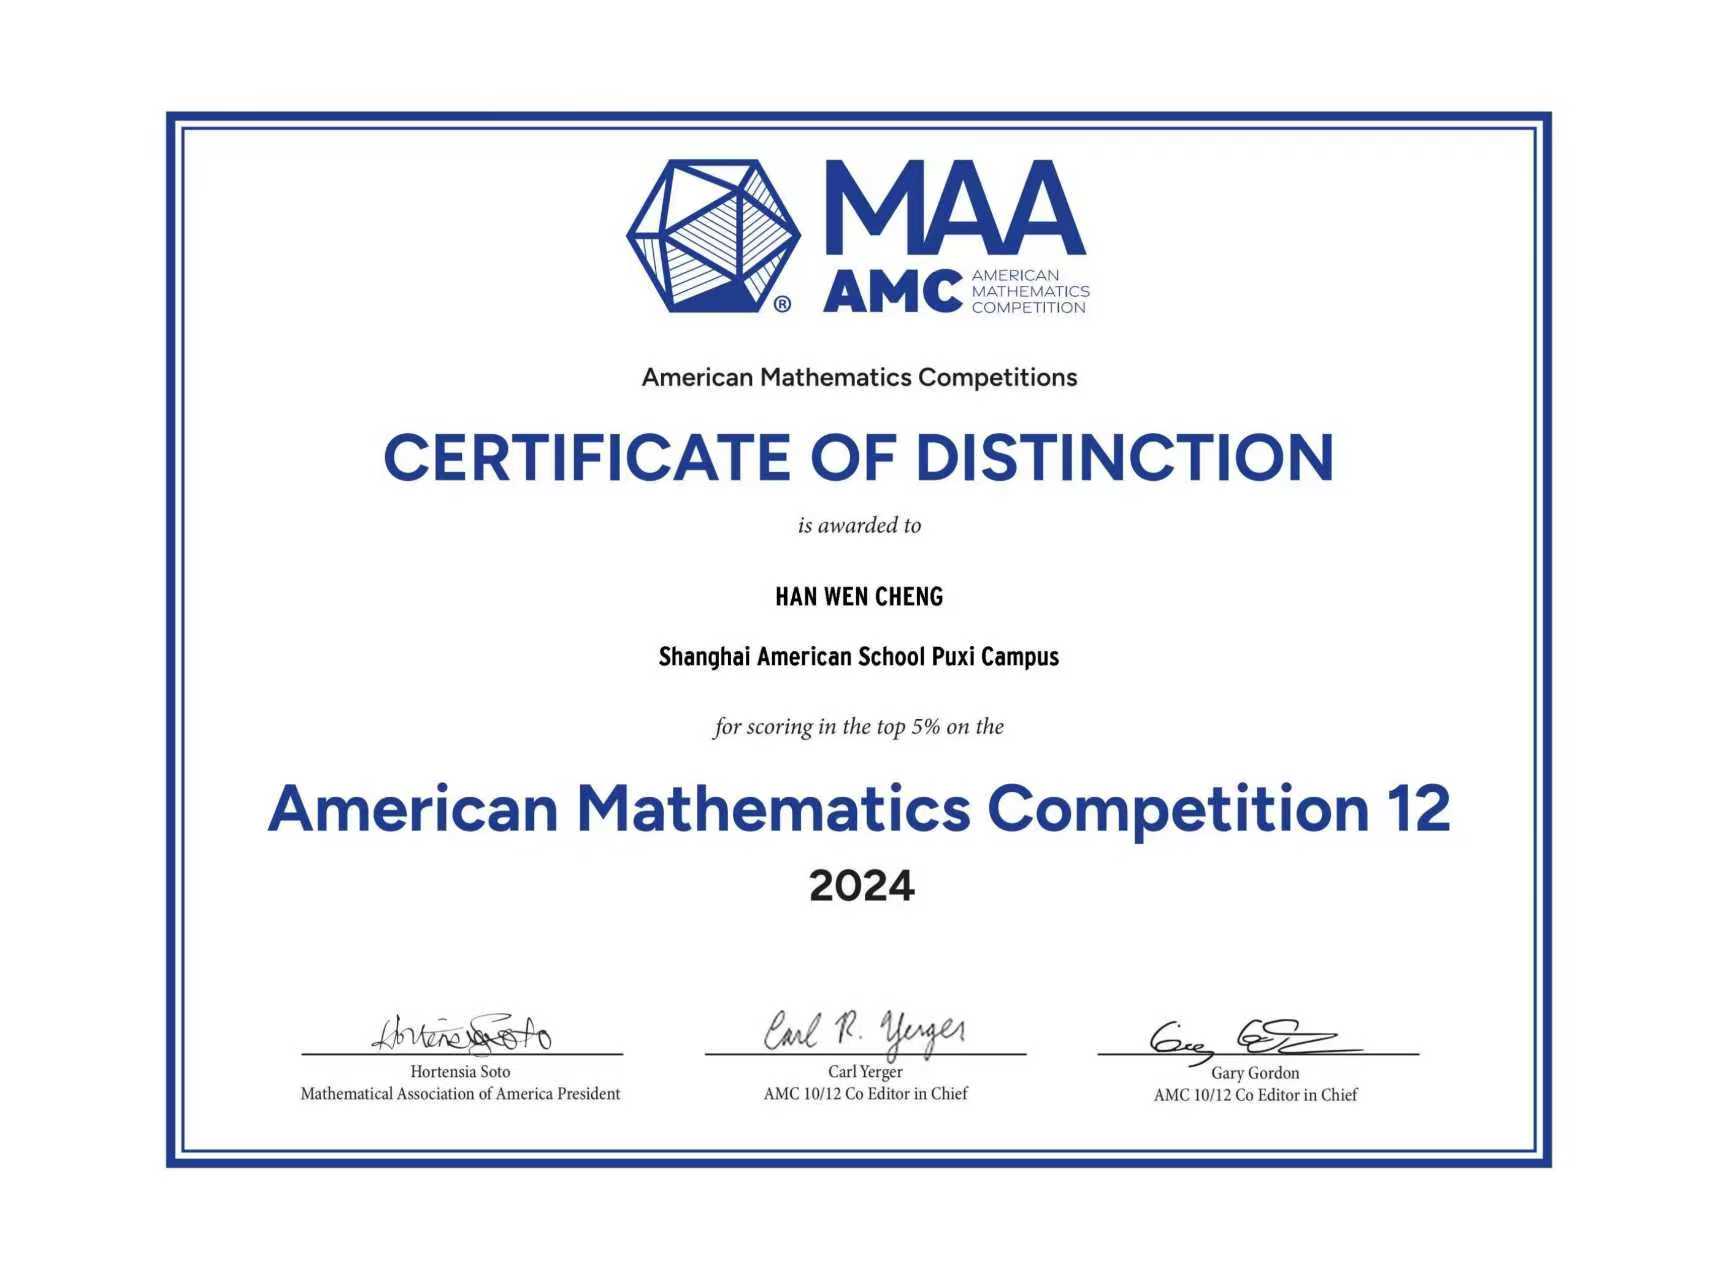 MAA
AMC AMERICAN
MATHEMATICS
COMPETITION
®
American Mathematics Competitions
CERTIFICATE OF DISTINCTION
is awarded to
HAN WEN CHENG
Shanghai American School Puxi Campus
for scoring in the top 5% on the
American Mathematics Competition 12
2024
Hortensia Soto
Carl R. Yerger
Hortensia Soto
Mathematical Association of America President
Carl Yerger
AMC 10/12 Co Editor in Chief
Gary Gordon
AMC 10/12 Co Editor in Chief